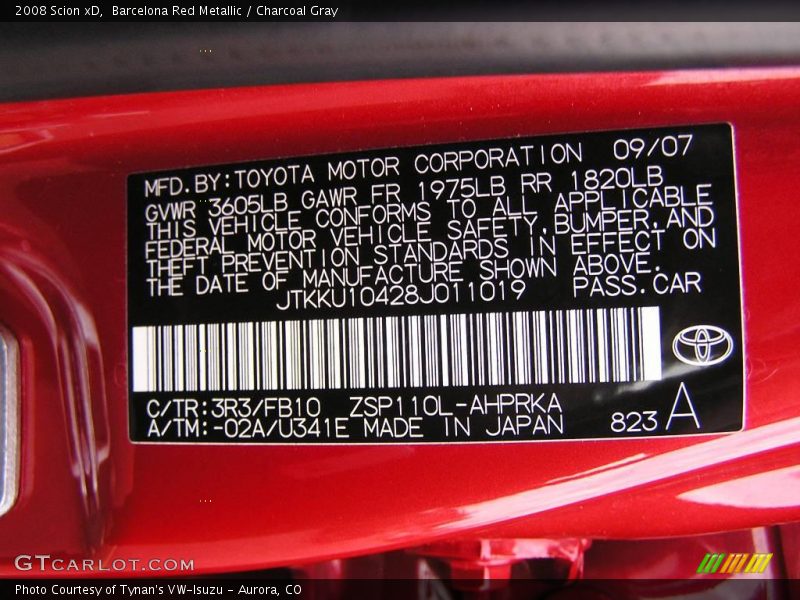 2008 Scion xD,  Barcelona Red Metallic / Charcoal Gray
MFD.BY:TOYOTA MOTOR CORPORATION 09/07
GVWR 3605LB GAWR FR 1975LB RR 1820LB
THIS VEHICLE CONFORMS TO ALL APPLICABLE
FEDERAL MOTOR VEHICLE SAFETY,BUMPER,AND
THEFT PREVENTION STANDARDS IN EFFECT ON
THE DATE OF MANUFACTURE SHOWN ABOVE.
JTKKU10428J011019 PASS.CAR
C/TR:3R3/FB10 ZSP110L-AHPRKA
A/TM:-02A/U341E MADE IN JAPAN 823 A
GTCARLOT.COM
Photo Courtesy of Tynan's VW-Isuzu - Aurora, CO